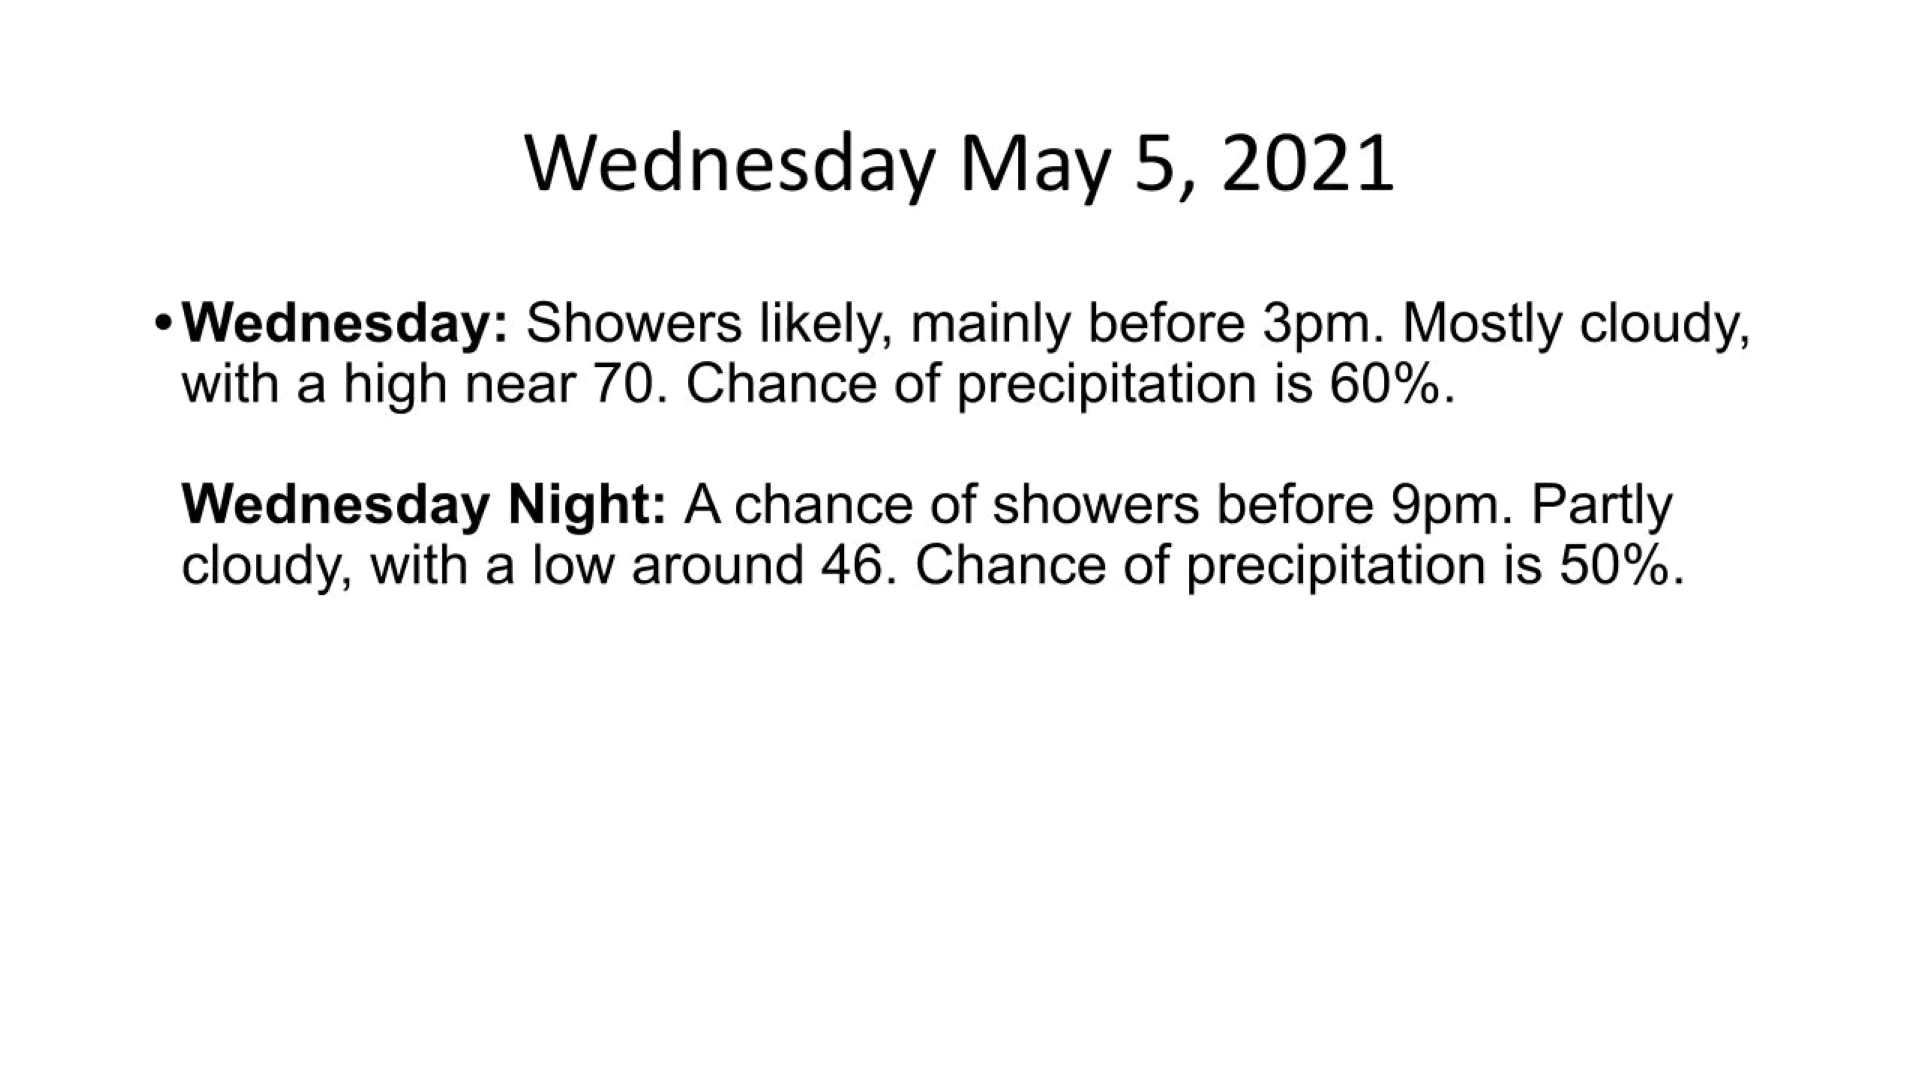 Wednesday May 5, 2021
•Wednesday: Showers likely, mainly before 3pm. Mostly cloudy,
with a high near 70. Chance of precipitation is 60%.
Wednesday Night: A chance of showers before 9pm. Partly
cloudy, with a low around 46. Chance of precipitation is 50%.